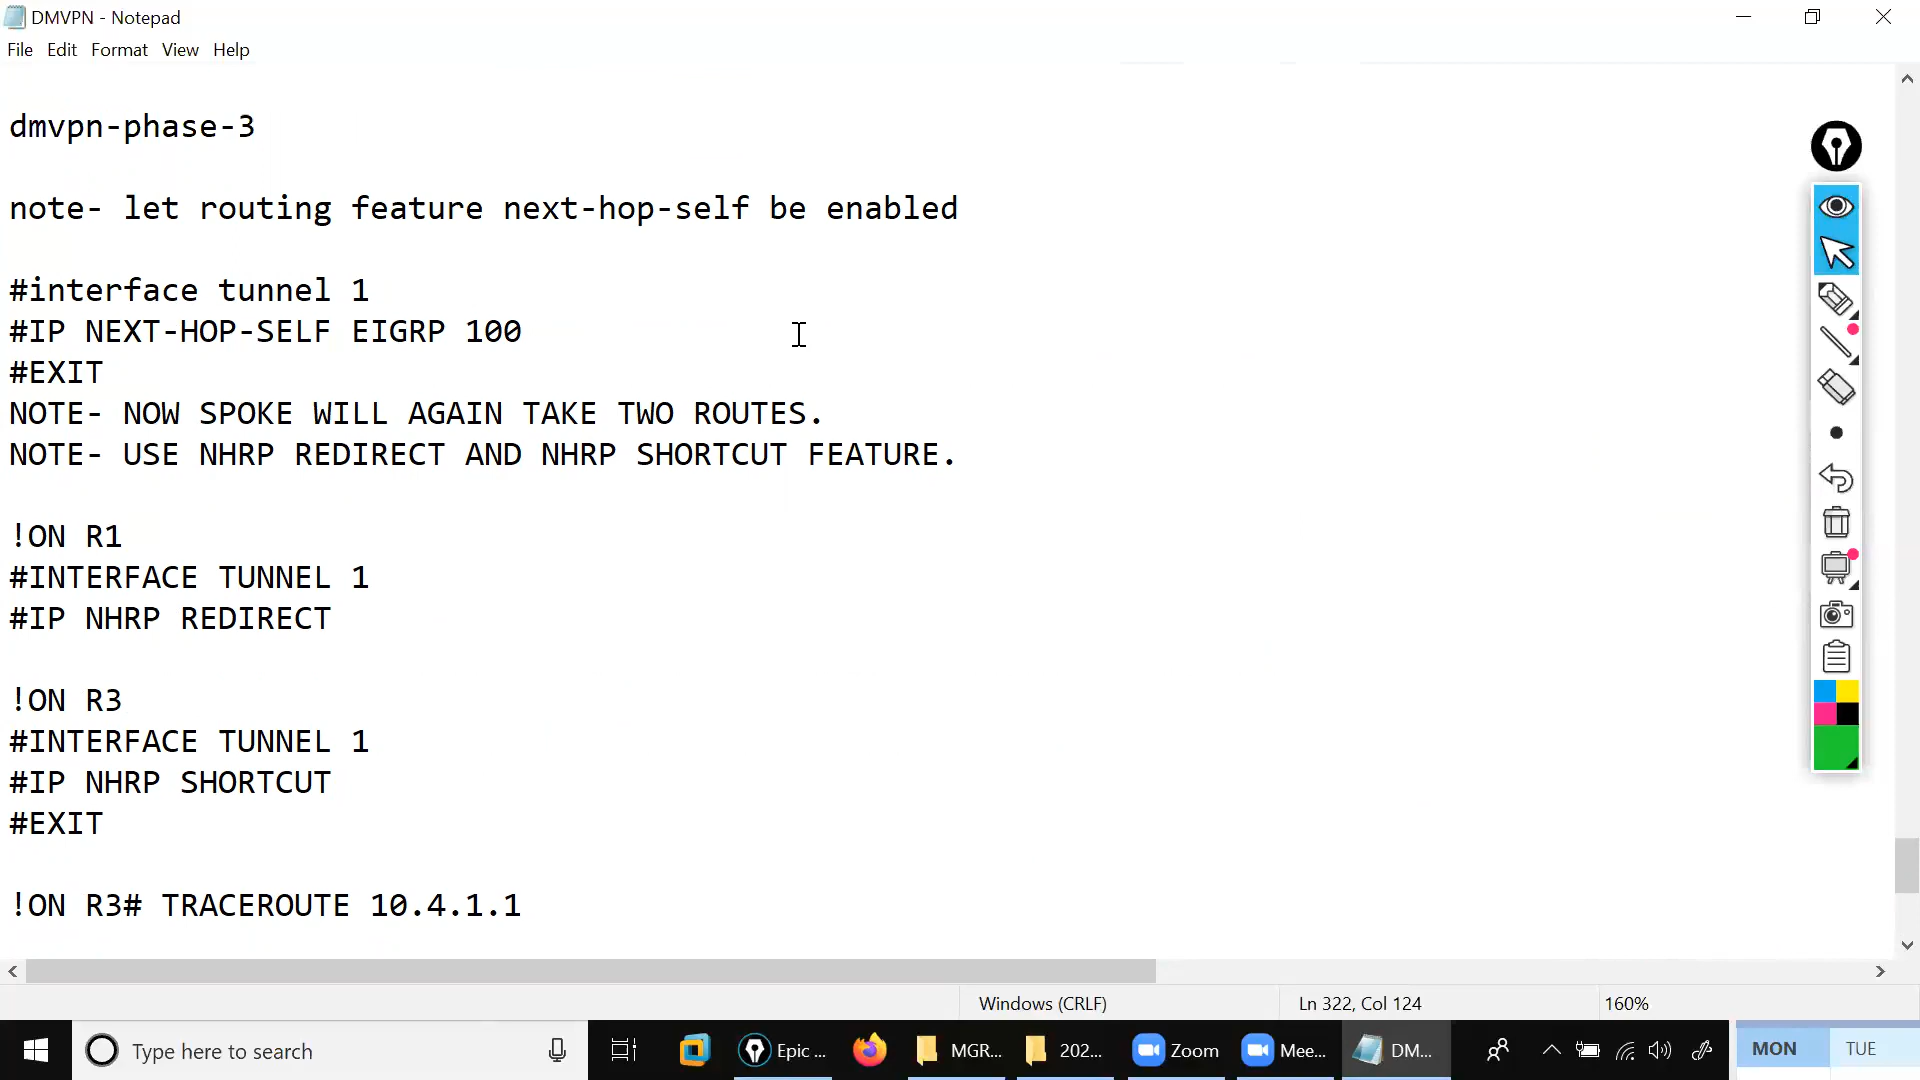 DMVPN - Notepad
File Edit Format View Help
dmvpn-phase-3
note- let routing feature next-hop-self be enabled
#interface tunnel 1
#IP NEXT-HOP-SELF EIGRP 100
#EXIT
NOTE- NOW SPOKE WILL AGAIN TAKE TWO ROUTES.
NOTE- USE NHRP REDIRECT AND NHRP SHORTCUT FEATURE.
!ON R1
#INTERFACE TUNNEL 1
#IP NHRP REDIRECT
!ON R3
#INTERFACE TUNNEL 1
#IP NHRP SHORTCUT
#EXIT
!ON R3# TRACEROUTE 10.4.1.1
Windows (CRLF) Ln 322, Col 124 160%
Type here to search Epic ... MGR... 202... Zoom Mee... DM... MON TUE